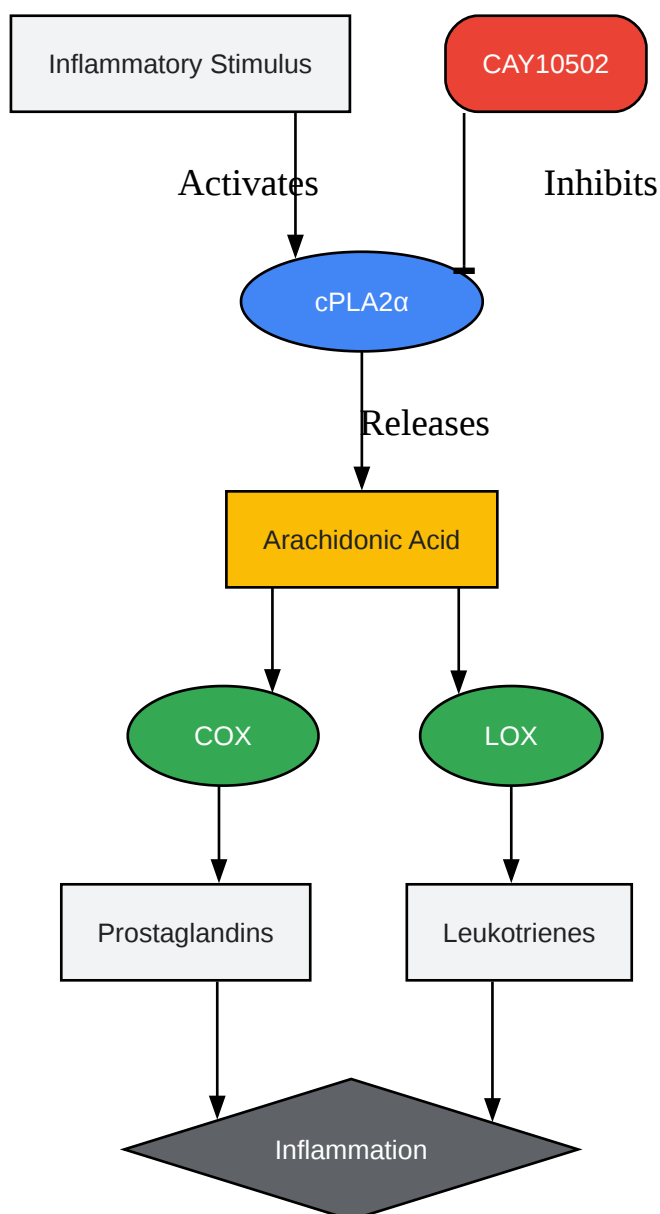 Inflammatory Stimulus
CAY10502
Activates
Inhibits
cPLA2α
Releases
Arachidonic Acid
COX
LOX
Prostaglandins
Leukotrienes
Inflammation